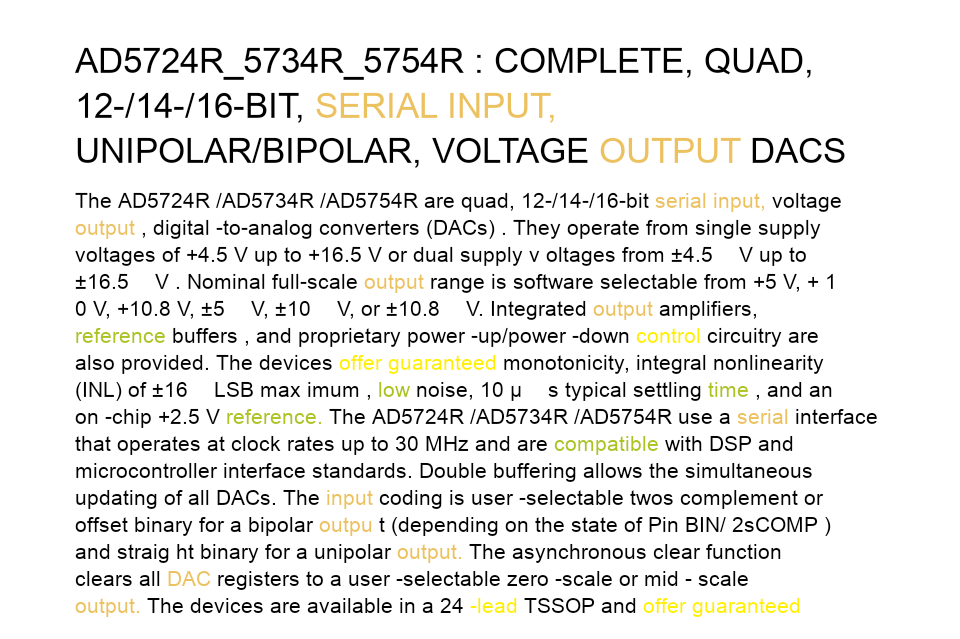 AD5724R_5734R_5754R : COMPLETE, QUAD,
12-/14-/16-BIT, SERIAL INPUT,
UNIPOLAR/BIPOLAR, VOLTAGE OUTPUT DACS
The AD5724R /AD5734R /AD5754R are quad, 12-/14-/16-bit serial input, voltage
output , digital -to-analog converters (DACs) . They operate from single supply
voltages of +4.5 V up to +16.5 V or dual supply v oltages from ±4.5 V up to
±16.5 V . Nominal full-scale output range is software selectable from +5 V, + 1
0 V, +10.8 V, ±5 V, ±10 V, or ±10.8 V. Integrated output amplifiers,
reference buffers , and proprietary power -up/power -down control circuitry are
also provided. The devices offer guaranteed monotonicity, integral nonlinearity
(INL) of ±16 LSB max imum , low noise, 10 µ s typical settling time , and an
on -chip +2.5 V reference. The AD5724R /AD5734R /AD5754R use a serial interface
that operates at clock rates up to 30 MHz and are compatible with DSP and
microcontroller interface standards. Double buffering allows the simultaneous
updating of all DACs. The input coding is user -selectable twos complement or
offset binary for a bipolar outpu t (depending on the state of Pin BIN/ 2sCOMP )
and straig ht binary for a unipolar output. The asynchronous clear function
clears all DAC registers to a user -selectable zero -scale or mid - scale
output. The devices are available in a 24 -lead TSSOP and offer guaranteed